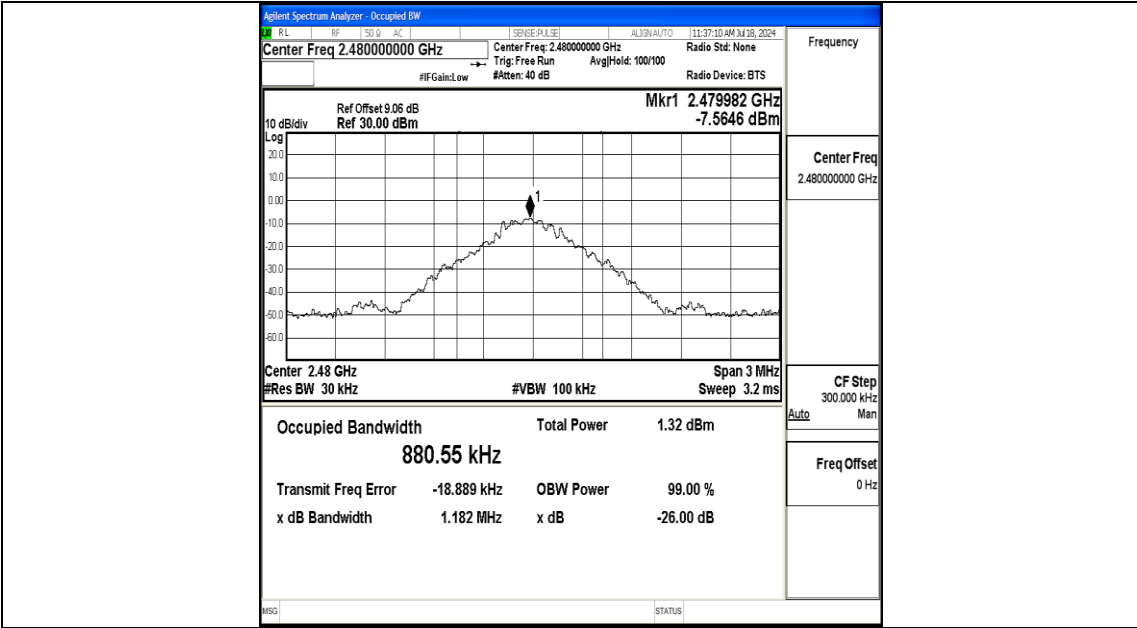 Agilent Spectrum Analyzer - Occupied BW
RL RF 50 Ω AC SENSE:PULSE ALIGN AUTO 11:37:10 AM Jul 18, 2024
Center Freq 2.480000000 GHz
Center Freq: 2.480000000 GHz Radio Std: None
Trig: Free Run Avg|Hold: 100/100
#IFGain:Low #Atten: 40 dB Radio Device: BTS
Frequency
Mkr1 2.479982 GHz
-7.5646 dBm
Ref Offset 9.06 dB
10 dB/div Ref 30.00 dBm
Log
20.0
10.0
0.00
-10.0
-20.0
-30.0
-40.0
-50.0
-60.0
1
Center 2.48 GHz Span 3 MHz
#Res BW 30 kHz #VBW 100 kHz Sweep 3.2 ms
Occupied Bandwidth Total Power 1.32 dBm
880.55 kHz
Transmit Freq Error -18.889 kHz OBW Power 99.00 %
x dB Bandwidth 1.182 MHz x dB -26.00 dB
Center Freq
2.480000000 GHz
CF Step
300.000 kHz
Auto Man
Freq Offset
0 Hz
MSG STATUS